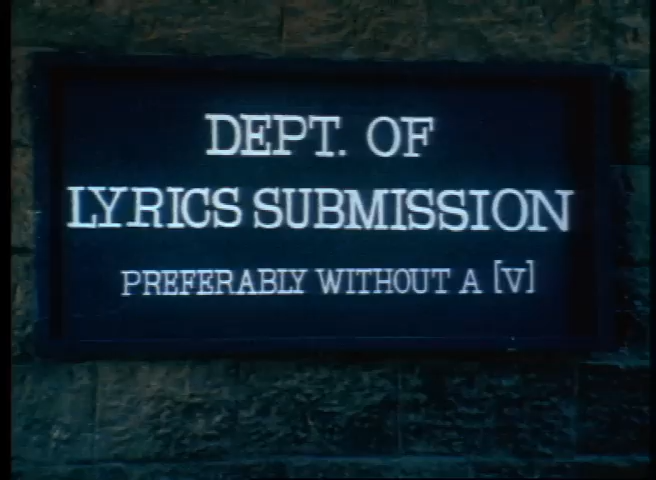 DEPT. OF
LYRICS SUBMISSION
PREFERABLY WITHOUT A [V]